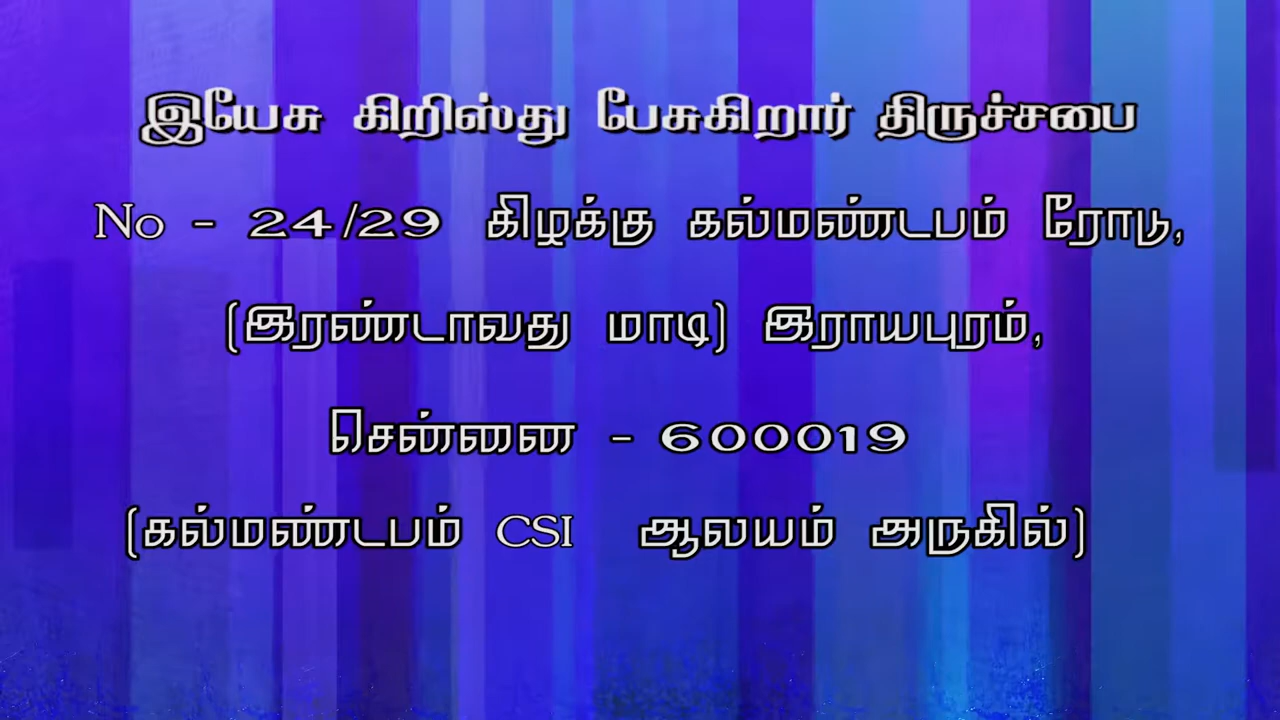 இயேசு கிறிஸ்து பேசுகிறார் திருச்சபை
No - 24/29 கிழக்கு கல்மண்டபம் ரோடு,
(இரண்டாவது மாடி) இராயபுரம்,
சென்னை - 600019
(கல்மண்டபம் CSI ஆலயம் அருகில்)